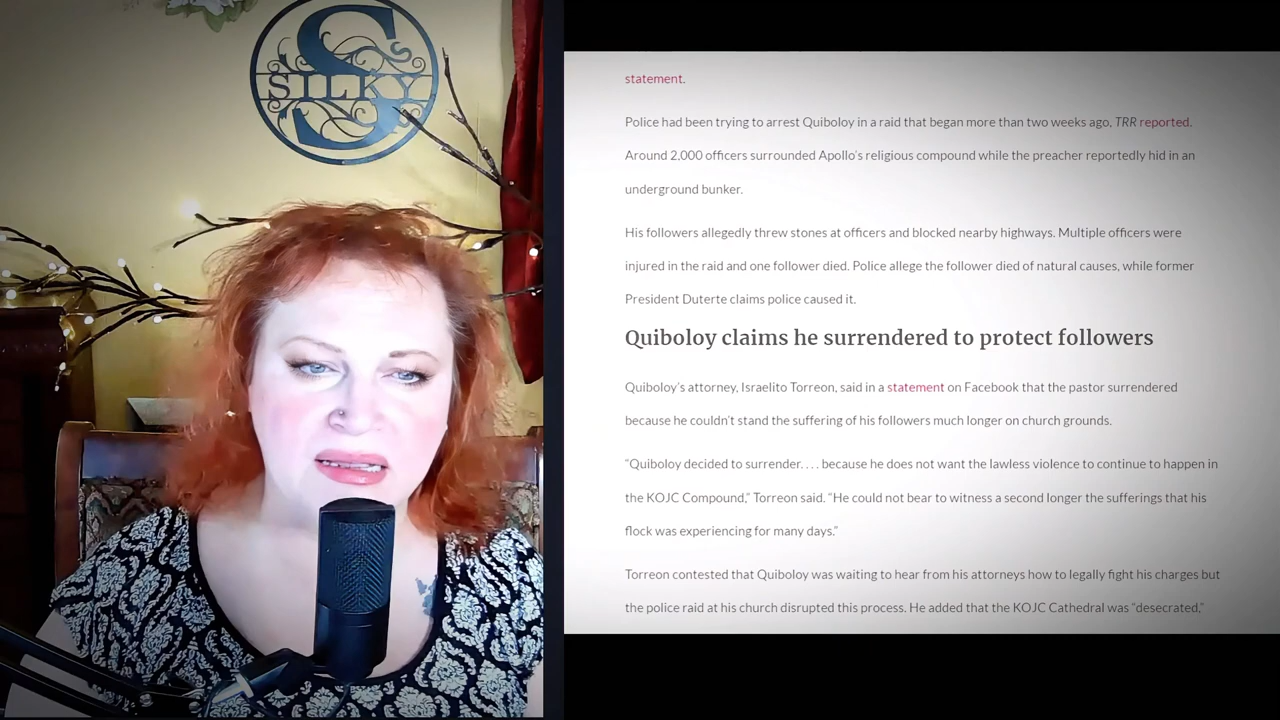 S
SILKY
statement.
Police had been trying to arrest Quiboloy in a raid that began more than two weeks ago, TRR reported.
Around 2,000 officers surrounded Apollo's religious compound while the preacher reportedly hid in an
underground bunker.
His followers allegedly threw stones at officers and blocked nearby highways. Multiple officers were
injured in the raid and one follower died. Police allege the follower died of natural causes, while former
President Duterte claims police caused it.
Quiboloy claims he surrendered to protect followers
Quiboloy's attorney, Israelito Torreon, said in a statement on Facebook that the pastor surrendered
because he couldn't stand the suffering of his followers much longer on church grounds.
“Quiboloy decided to surrender. . . . because he does not want the lawless violence to continue to happen in
the KOJC Compound,” Torreon said. “He could not bear to witness a second longer the sufferings that his
flock was experiencing for many days.”
Torreon contested that Quiboloy was waiting to hear from his attorneys how to legally fight his charges but
the police raid at his church disrupted this process. He added that the KOJC Cathedral was “desecrated,”